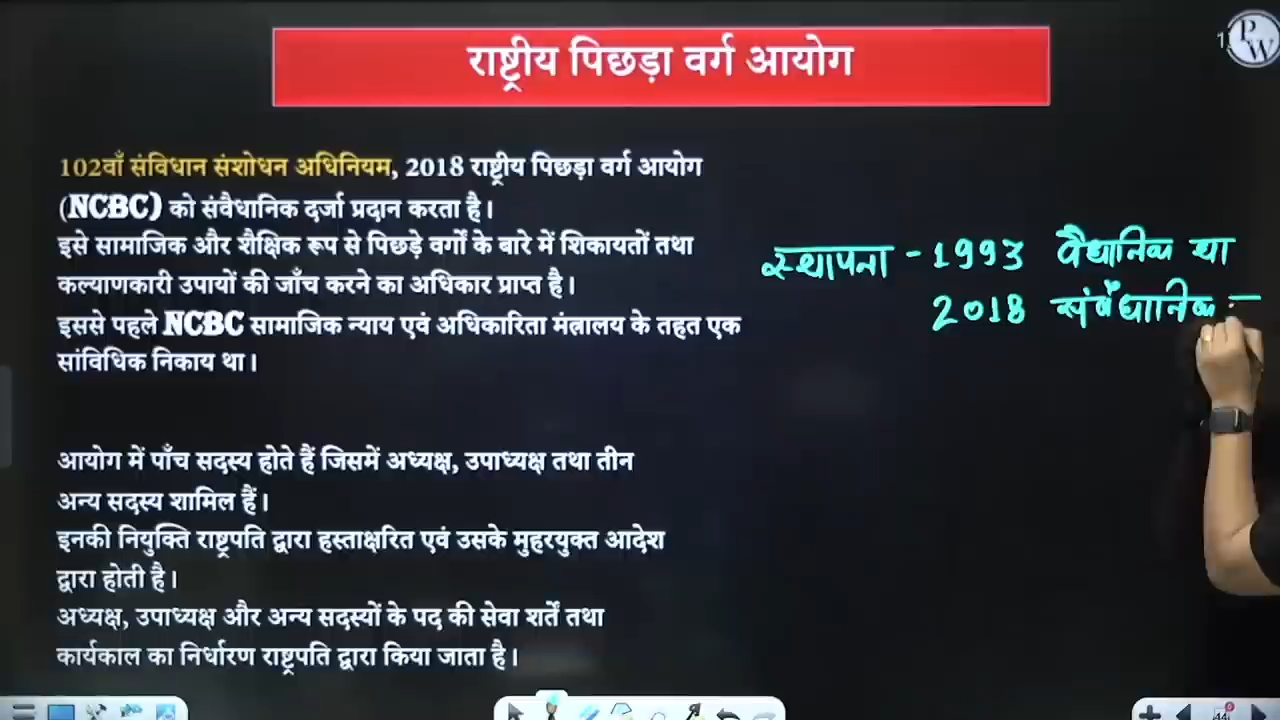 राष्ट्रीय पिछड़ा वर्ग आयोग
PW
102वाँ संविधान संशोधन अधिनियम, 2018 राष्ट्रीय पिछड़ा वर्ग आयोग
(NCBC) को संवैधानिक दर्जा प्रदान करता है।
इसे सामाजिक और शैक्षिक रूप से पिछड़े वर्गों के बारे में शिकायतों तथा
कल्याणकारी उपायों की जाँच करने का अधिकार प्राप्त है।
इससे पहले NCBC सामाजिक न्याय एवं अधिकारिता मंत्रालय के तहत एक
सांविधिक निकाय था।
स्थापना - 1993 वैधानिक था
2018 संवैधानिक
आयोग में पाँच सदस्य होते हैं जिसमें अध्यक्ष, उपाध्यक्ष तथा तीन
अन्य सदस्य शामिल हैं।
इनकी नियुक्ति राष्ट्रपति द्वारा हस्ताक्षरित एवं उसके मुहरयुक्त आदेश
द्वारा होती है।
अध्यक्ष, उपाध्यक्ष और अन्य सदस्यों के पद की सेवा शर्तें तथा
कार्यकाल का निर्धारण राष्ट्रपति द्वारा किया जाता है।